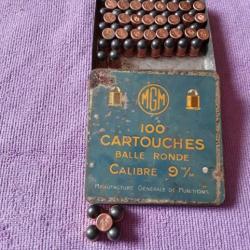 MGM
100
CARTOUCHES
BALLE RONDE
CALIBRE 9 m/m
MANUFACTURE GÉNÉRALE DE MUNITIONS